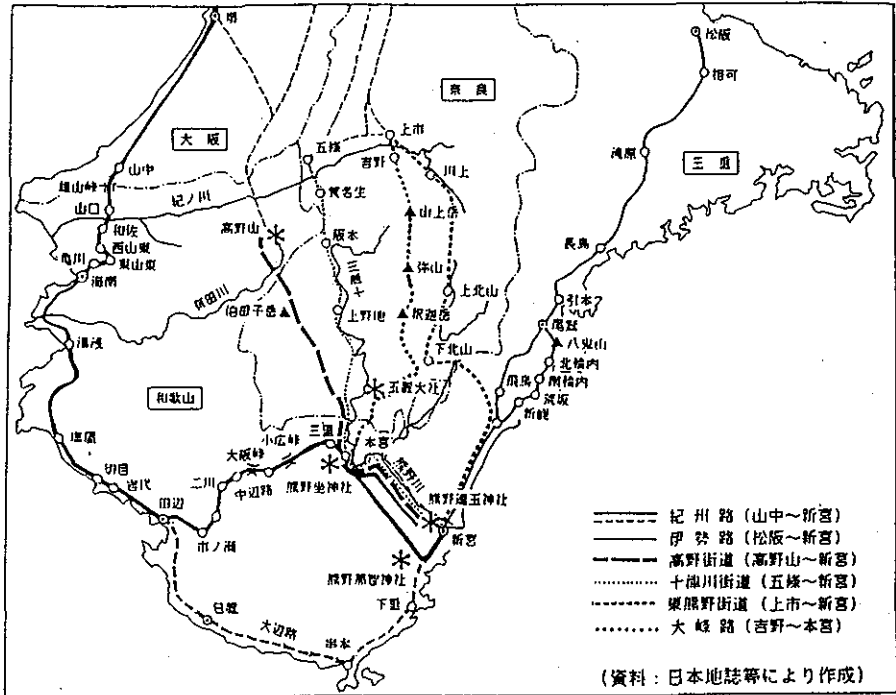 堺
松阪
相可
奈良
大阪
上市
五條
吉野
川上
滝原
三重
山中
雄山峠
紀ノ川
賀名生
山口
和佐
西山東
亀川
東山東
海南
高野山
山上岳
阪本
弥山
長島
有田川
伯母子岳
上野地
上北山
釈迦岳
引本
尾鷲
八鬼山
湯浅
下北山
北輪内
南輪内
飛鳥
荒坂
新鹿
和歌山
五鬱大社
小広峠
三里
本宮
塩屋
大阪峠
熊野川
切目
岩代
二川
中辺路
熊野坐神社
熊野速玉神社
田辺
市ノ瀬
新宮
熊野那智神社
下里
日置
大辺路
串本
紀州路(山中~新宮)
伊勢路(松阪~新宮)
高野街道(高野山~新宮)
十津川街道(五條~新宮)
東熊野街道(上市~新宮)
大峰路(吉野~本宮)
(資料:日本地誌等により作成)